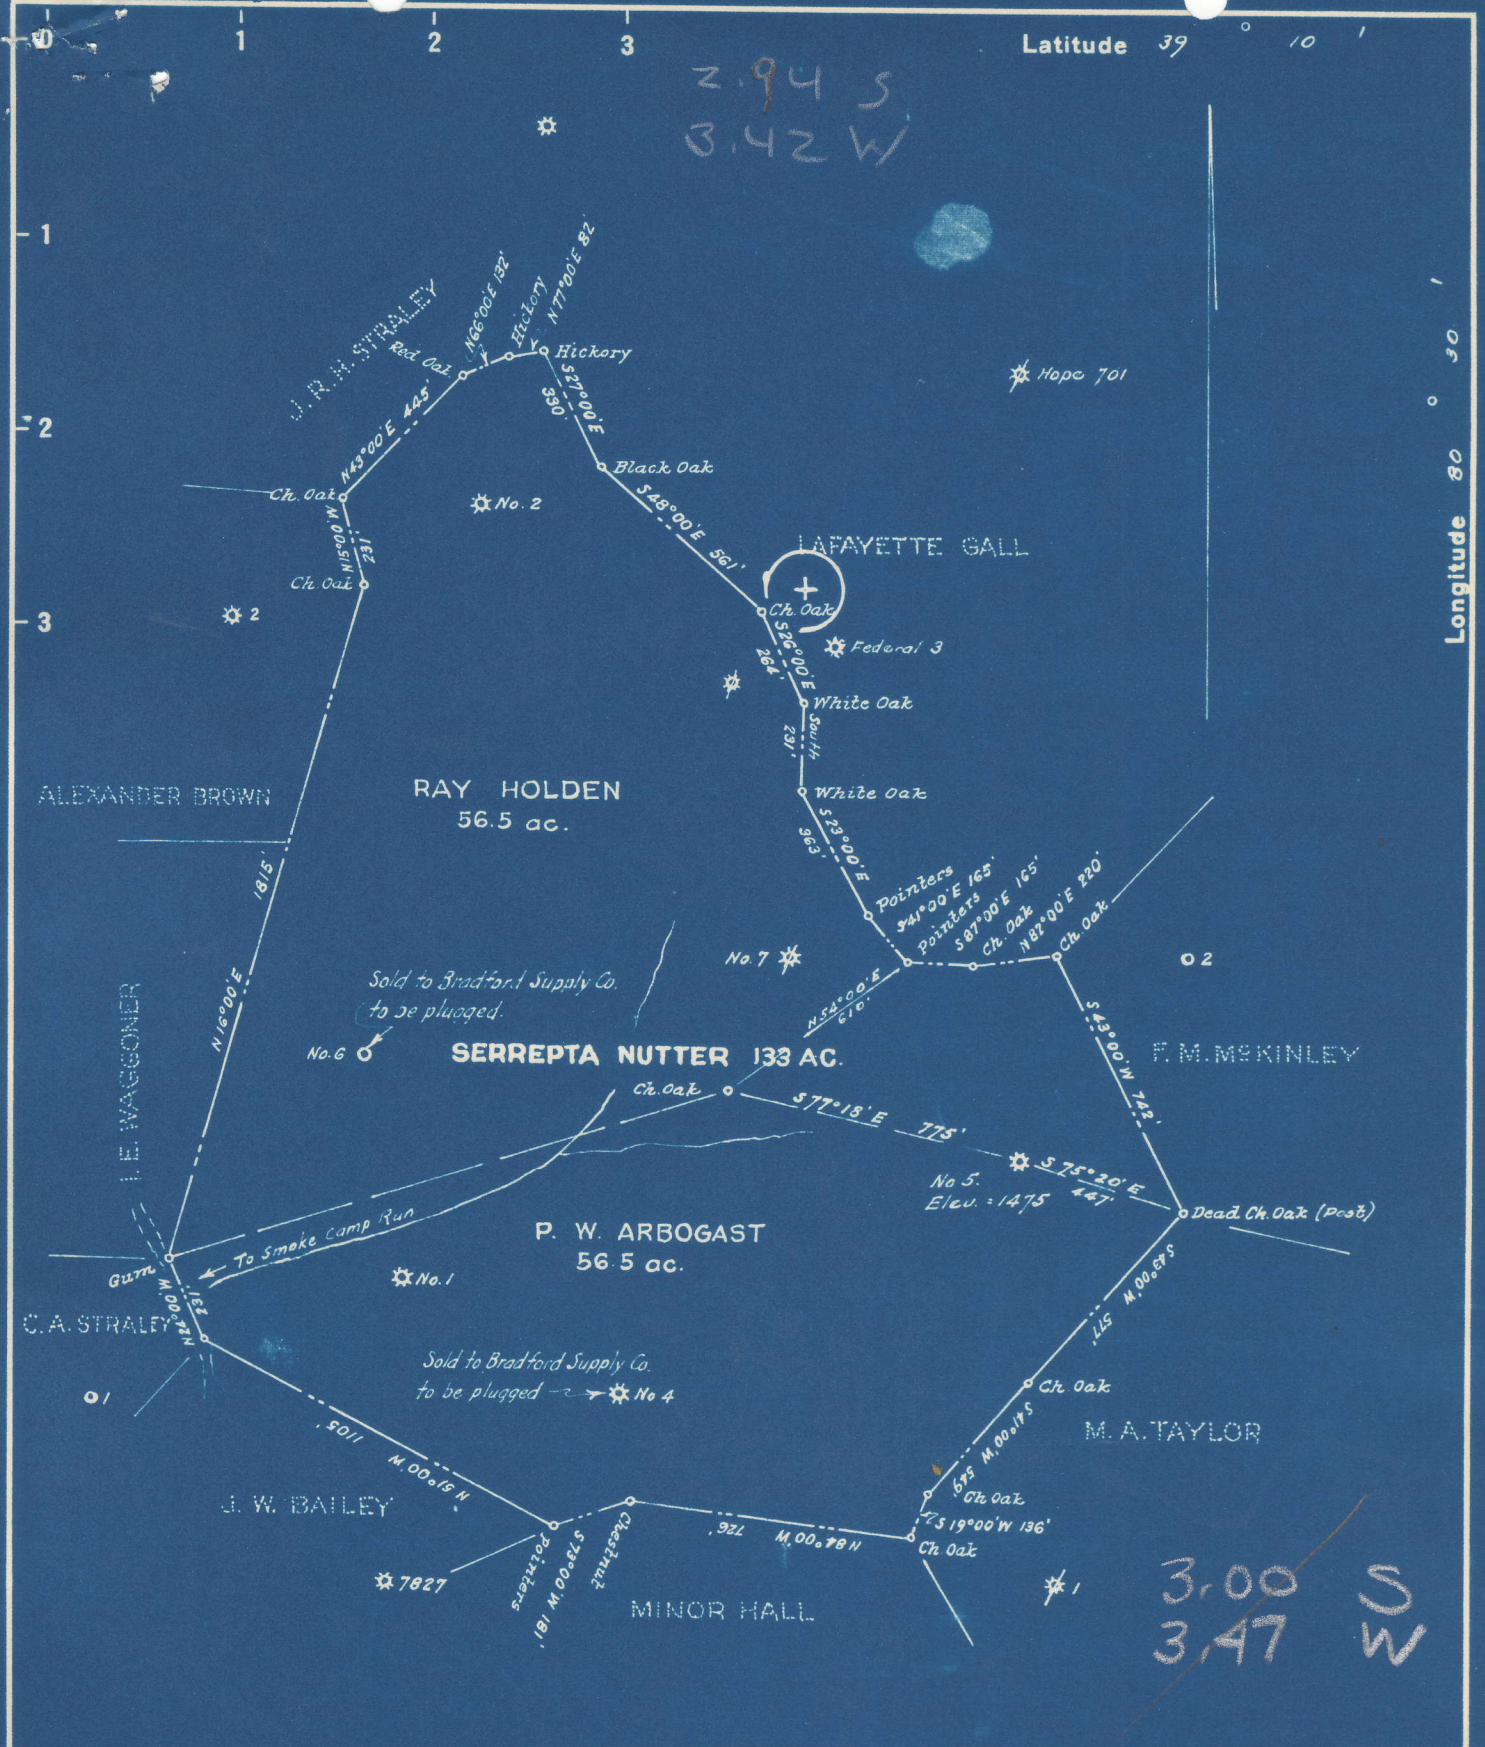 0 1 2 3
Latitude 39 ° 10 '
2.94 S
3.42 W
1
2
3
Longitude 80 ° 30 '
J. R. H. STRALEY
Red Oak
N66°00'E 132'
Hickory
N77°00'E 82'
Hickory
N43°00'E 445'
S27°00'E
330'
Hope 701
Black Oak
Ch. Oak
No. 2
S48°00'E 561'
N15°00'W
231'
Ch. Oak
LAFAYETTE GALL
2
Ch. Oak
S26°00'E
264'
Federal 3
White Oak
South
231'
White Oak
ALEXANDER BROWN
RAY HOLDEN
56.5 ac.
S 23°00'E
363'
1815'
N16°00'E
Pointers
S41°00'E 165'
Pointers
S87°00'E 165'
Ch. Oak
N82°00'E 220'
Ch. Oak
No. 7
2
Sold to Bradford Supply Co.
to be plugged.
No. 6
N54°00'E
610'
I. E. WAGGONER
SERREPTA NUTTER 133 AC.
Ch. Oak
S43°00'W 742'
F. M. McKINLEY
S77°18'E 775'
No 5.
Elev. = 1475
S 75°20'E
447'
Dead Ch. Oak (Post)
P. W. ARBOGAST
56.5 ac.
To Smoke Camp Run
Gum
N24°00'W
231'
No. 1
C. A. STRALEY
S43°00'W 577'
Sold to Bradford Supply Co.
to be plugged
No 4
1
Ch. Oak
S41°00'W 549'
M. A. TAYLOR
1105'
N 51°00'W
J. W. BAILEY
Ch. Oak
S 19°00'W 136'
Ch. Oak
N84°00'W 726'
Chestnut
S73°00'W 181'
Pointers
7827
1
MINOR HALL
3.00 S
3.47 W